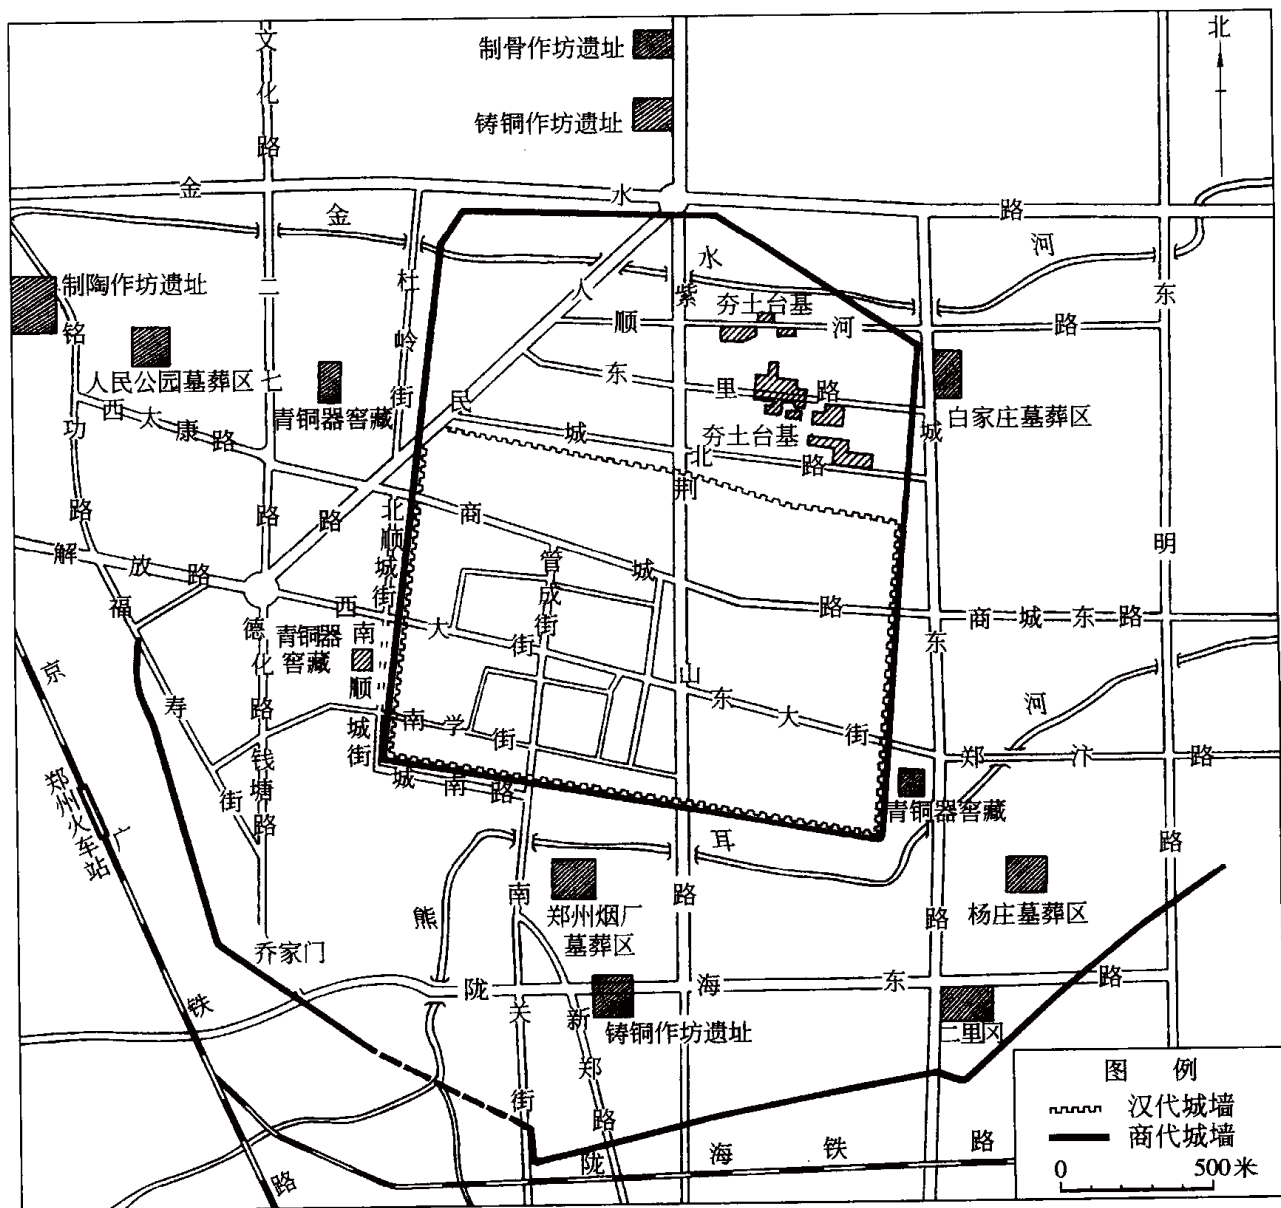 北
制骨作坊遗址
铸铜作坊遗址
文化路
金水路
金水河
制陶作坊遗址
人民公园墓葬区
青铜器窖藏
二七路
杜岭街
人民路
紫荆山路
夯土台基
顺河路
东里路
夯土台基
白家庄墓葬区
城东路
东明路
铭功路
西太康路
城北路
北顺城街
商城路
商城东路
管成街
解放路
西大街
东大街
福寿街
德化路
青铜器
窖藏
南顺城街
南学街
钱塘路
城南路
郑汴路
青铜器窖藏
熊耳河
京广铁路
郑州火车站
乔家门
南关街
郑州烟厂
墓葬区
杨庄墓葬区
陇海东路
铸铜作坊遗址
二里冈
新郑路
陇海铁路
图例
汉代城墙
商代城墙
0 500米